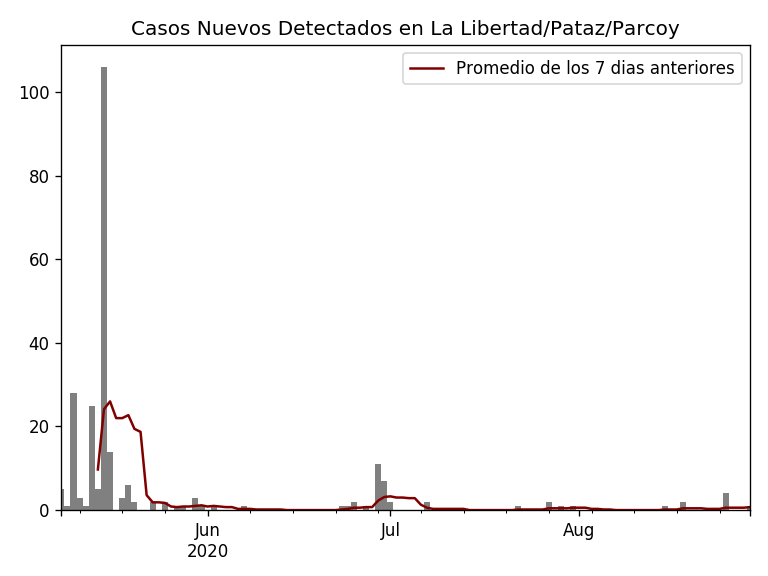 Casos Nuevos Detectados en La Libertad/Pataz/Parcoy
Promedio de los 7 dias anteriores
100
80
60
40
20
0
Jun
2020
Jul
Aug